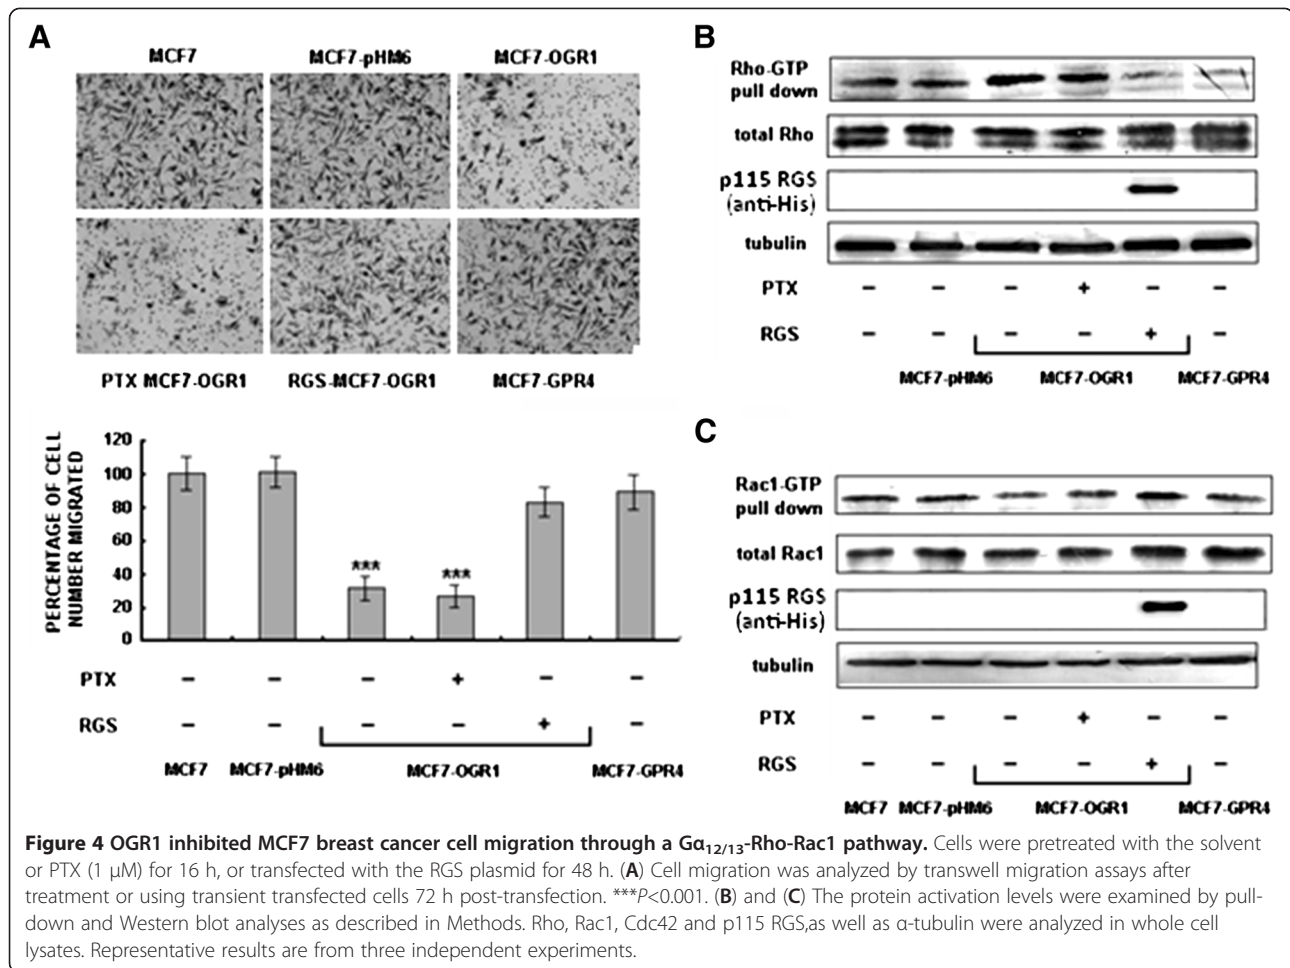 A
MCF7 MCF7-pHM6 MCF7-OGR1
PTX MCF7-OGR1 RGS-MCF7-OGR1 MCF7-GPR4
PERCENTAGE OF CELL
NUMBER MIGRATED
120
100
80
60
40
20
0
*** ***
PTX – – – + – –
RGS – – – – + –
MCF7 MCF7-pHM6 MCF7-OGR1 MCF7-GPR4
B
Rho-GTP
pull down
total Rho
p115 RGS
(anti-His)
tubulin
PTX – – – + – –
RGS – – – – + –
MCF7-pHM6 MCF7-OGR1 MCF7-GPR4
C
Rac1-GTP
pull down
total Rac1
p115 RGS
(anti-His)
tubulin
PTX – – – + – –
RGS – – – – + –
MCF7 MCF7-pHM6 MCF7-OGR1 MCF7-GPR4
Figure 4 OGR1 inhibited MCF7 breast cancer cell migration through a Gα12/13-Rho-Rac1 pathway. Cells were pretreated with the solvent
or PTX (1 μM) for 16 h, or transfected with the RGS plasmid for 48 h. (A) Cell migration was analyzed by transwell migration assays after
treatment or using transient transfected cells 72 h post-transfection. ***P<0.001. (B) and (C) The protein activation levels were examined by pull-
down and Western blot analyses as described in Methods. Rho, Rac1, Cdc42 and p115 RGS,as well as α-tubulin were analyzed in whole cell
lysates. Representative results are from three independent experiments.